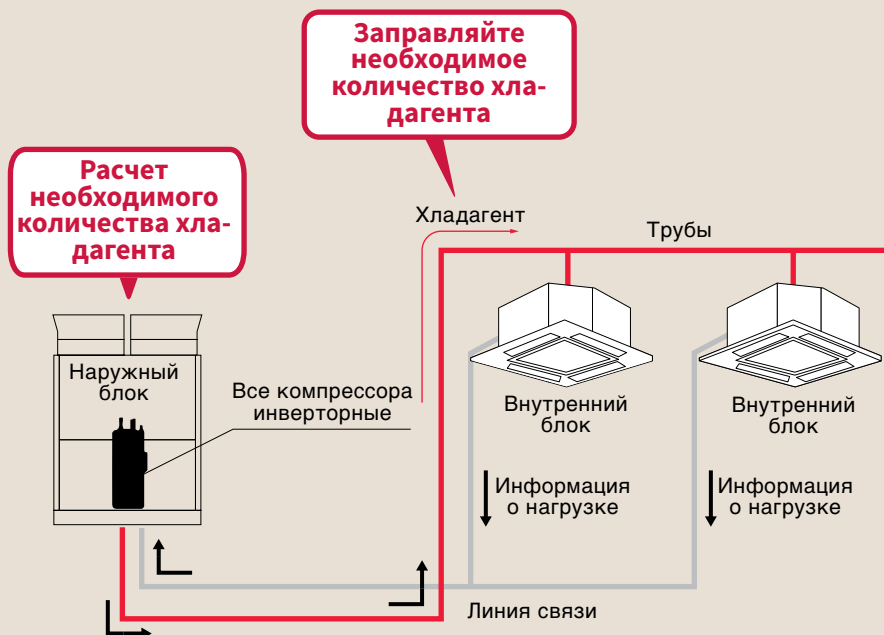 Заправляйте
необходимое
количество хла-
дагента
Расчет
необходимого
количества хла-
дагента
Хладагент
Трубы
Наружный
блок
Все компрессора
инверторные
Внутренний
блок
Внутренний
блок
Информация
о нагрузке
Информация
о нагрузке
Линия связи